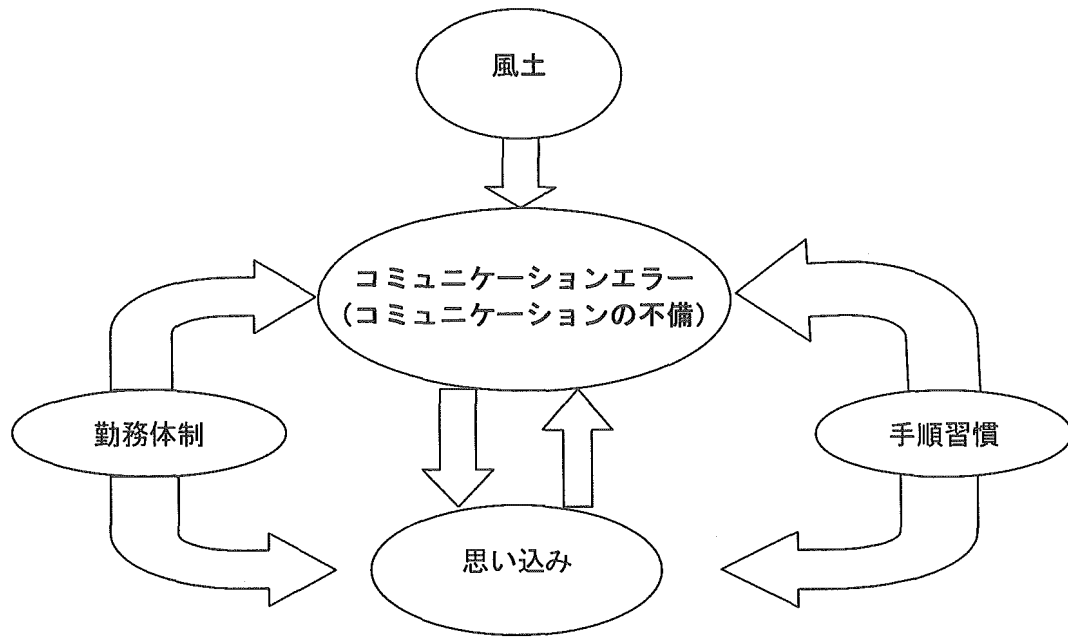 風土
コミュニケーションエラー
（コミュニケーションの不備）
勤務体制
手順習慣
思い込み